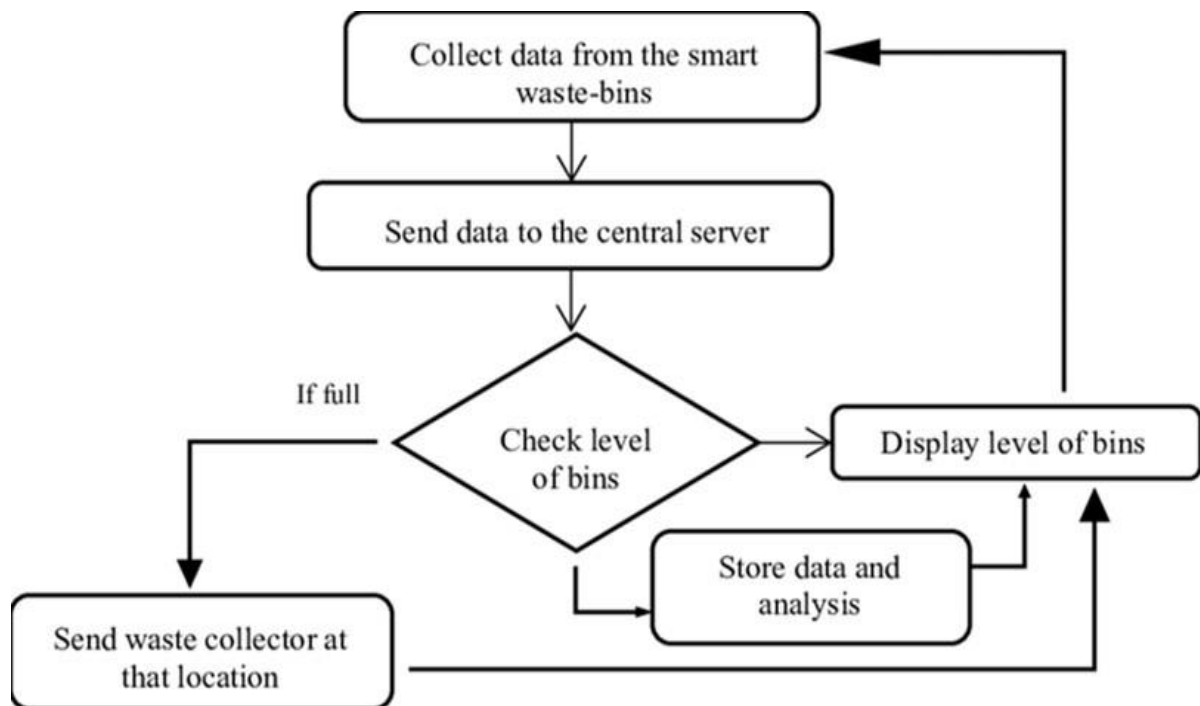 Collect data from the smart
waste-bins
Send data to the central server
If full
Check level
of bins
Display level of bins
Store data and
analysis
Send waste collector at
that location